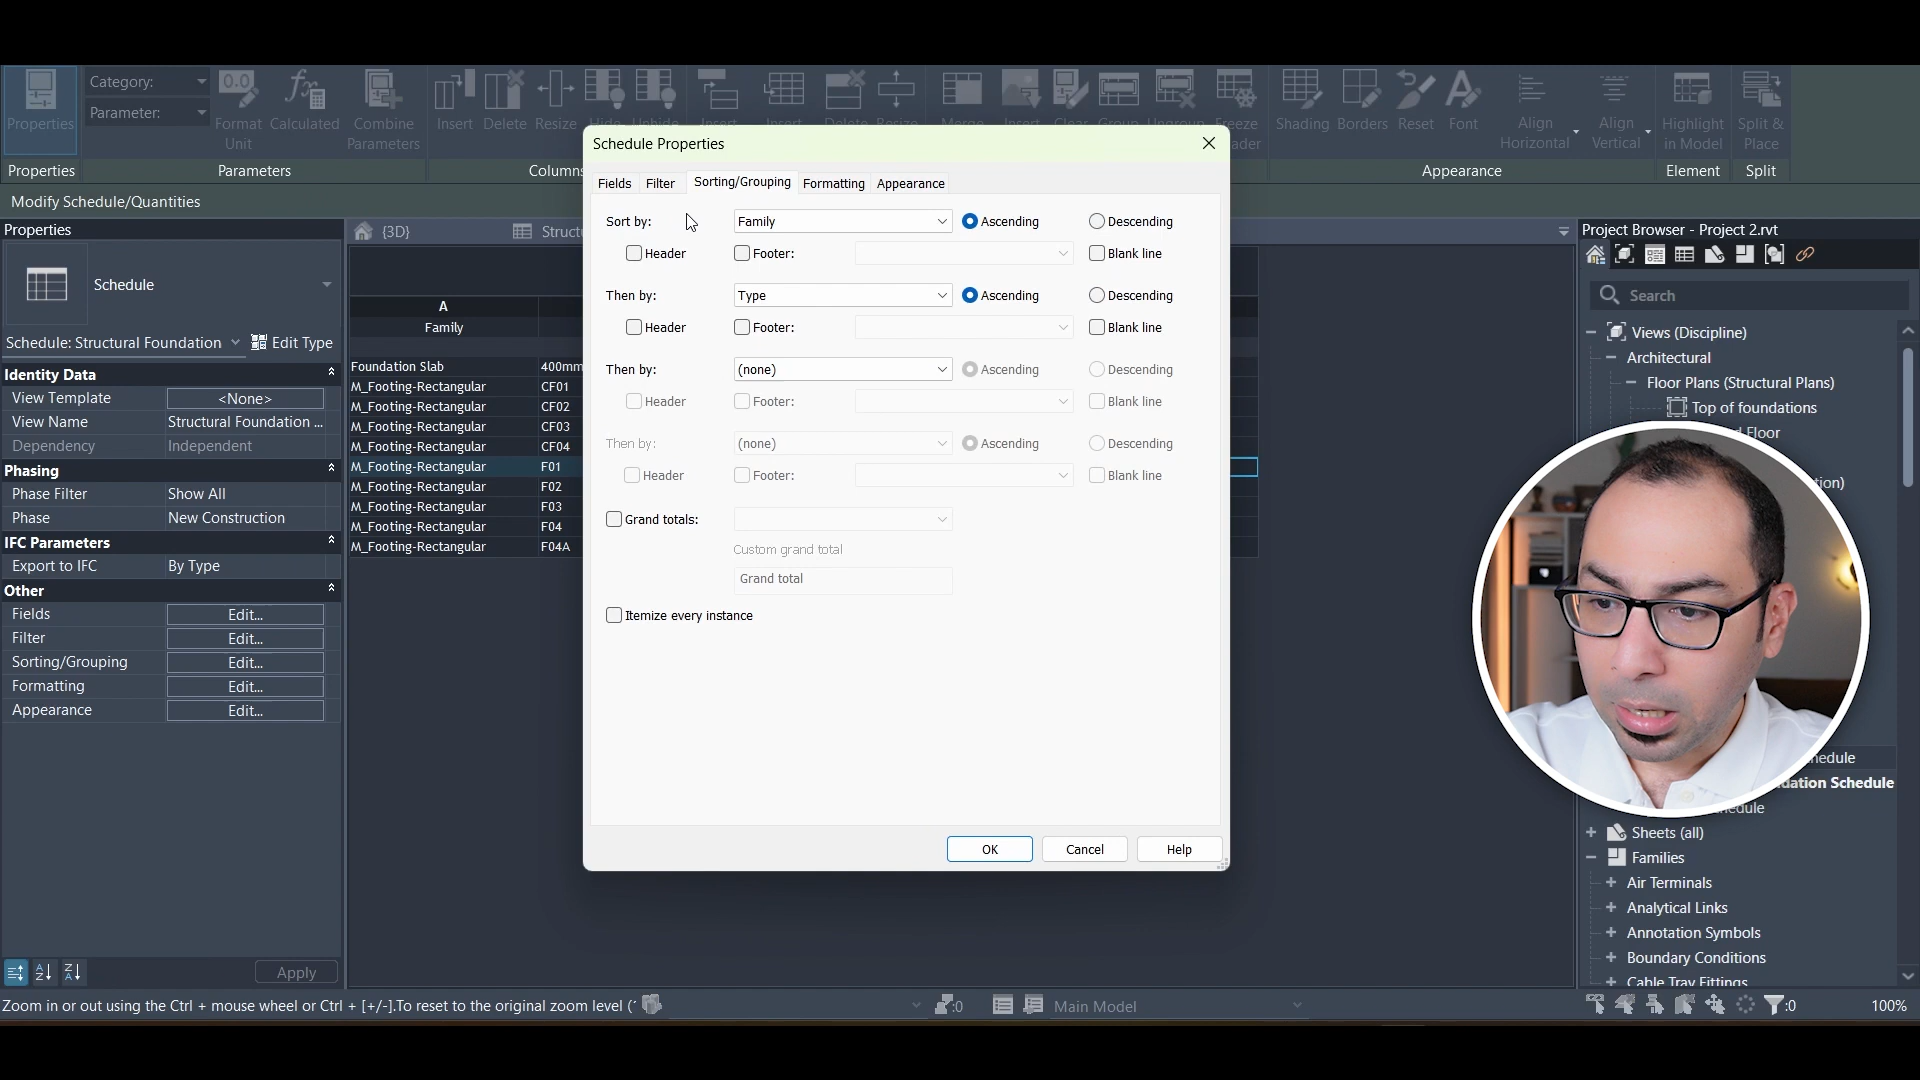 Category:
Parameter:
Properties
Format Unit
Calculated
Combine Parameters
Insert
Delete
Resize
Merge
Shading
Borders
Reset
Font
Align Horizontal
Align Vertical
Highlight in Model
Split & Place
Properties
Parameters
Appearance
Element
Split
Modify Schedule/Quantities
Properties
Schedule
Schedule: Structural Foundation
Edit Type
Identity Data
View Template
<None>
View Name
Structural Foundation ...
Dependency
Independent
Phasing
Phase Filter
Show All
Phase
New Construction
IFC Parameters
Export to IFC
By Type
Other
Fields
Edit...
Filter
Edit...
Sorting/Grouping
Edit...
Formatting
Edit...
Appearance
Edit...
Apply
{3D}
A
Family
Foundation Slab 400mm
M_Footing-Rectangular CF01
M_Footing-Rectangular CF02
M_Footing-Rectangular CF03
M_Footing-Rectangular CF04
M_Footing-Rectangular F01
M_Footing-Rectangular F02
M_Footing-Rectangular F03
M_Footing-Rectangular F04
M_Footing-Rectangular F04A
Schedule Properties
Fields Filter Sorting/Grouping Formatting Appearance
Sort by: Family Ascending Descending
Header Footer: Blank line
Then by: Type Ascending Descending
Header Footer: Blank line
Then by: (none) Ascending Descending
Header Footer: Blank line
Then by: (none) Ascending Descending
Header Footer: Blank line
Grand totals:
Custom grand total
Grand total
Itemize every instance
OK Cancel Help
Project Browser - Project 2.rvt
Search
Views (Discipline)
Architectural
Floor Plans (Structural Plans)
Top of foundations
Floor
Sheets (all)
Families
Air Terminals
Analytical Links
Annotation Symbols
Boundary Conditions
Cable Tray Fittings
Zoom in or out using the Ctrl + mouse wheel or Ctrl + [+/-].To reset to the original zoom level (
:0
Main Model
:0
100%